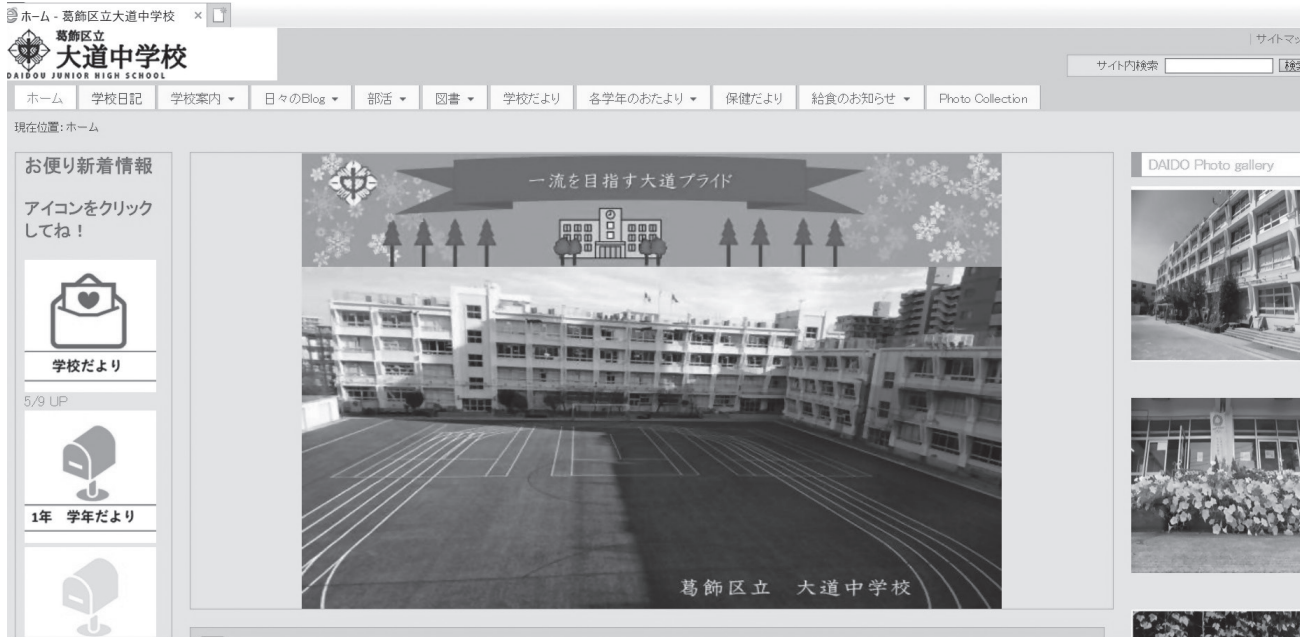 ホーム - 葛飾区立大道中学校
葛飾区立
大道中学校
DAIDOU JUNIOR HIGH SCHOOL
サイトマッ
サイト内検索
検索
ホーム
学校日記
学校案内
日々のBlog
部活
図書
学校だより
各学年のおたより
保健だより
給食のお知らせ
Photo Collection
現在位置:ホーム
お便り新着情報
アイコンをクリック
してね!
学校だより
5/9 UP
1年 学年だより
一流を目指す大道プライド
中
葛飾区立 大道中学校
DAIDO Photo gallery